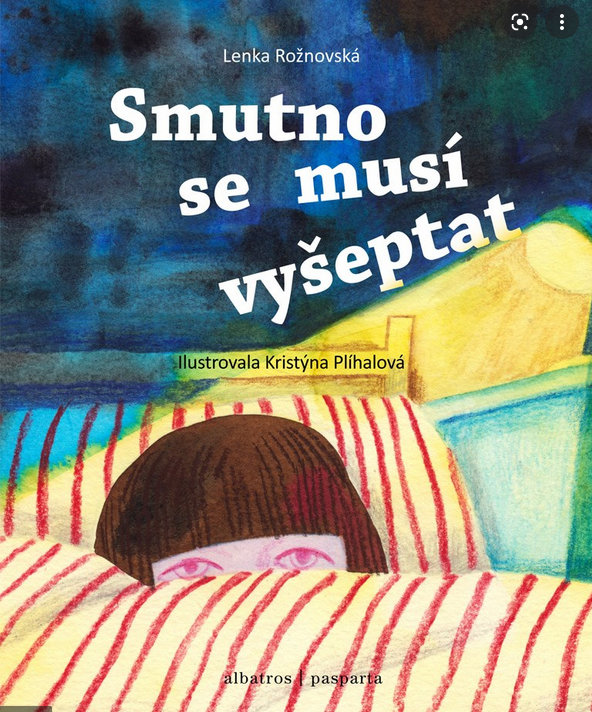 Lenka Rožnovská
Smutno
se musí
vyšeptat
Ilustrovala Kristýna Plíhalová
albatros | pasparta